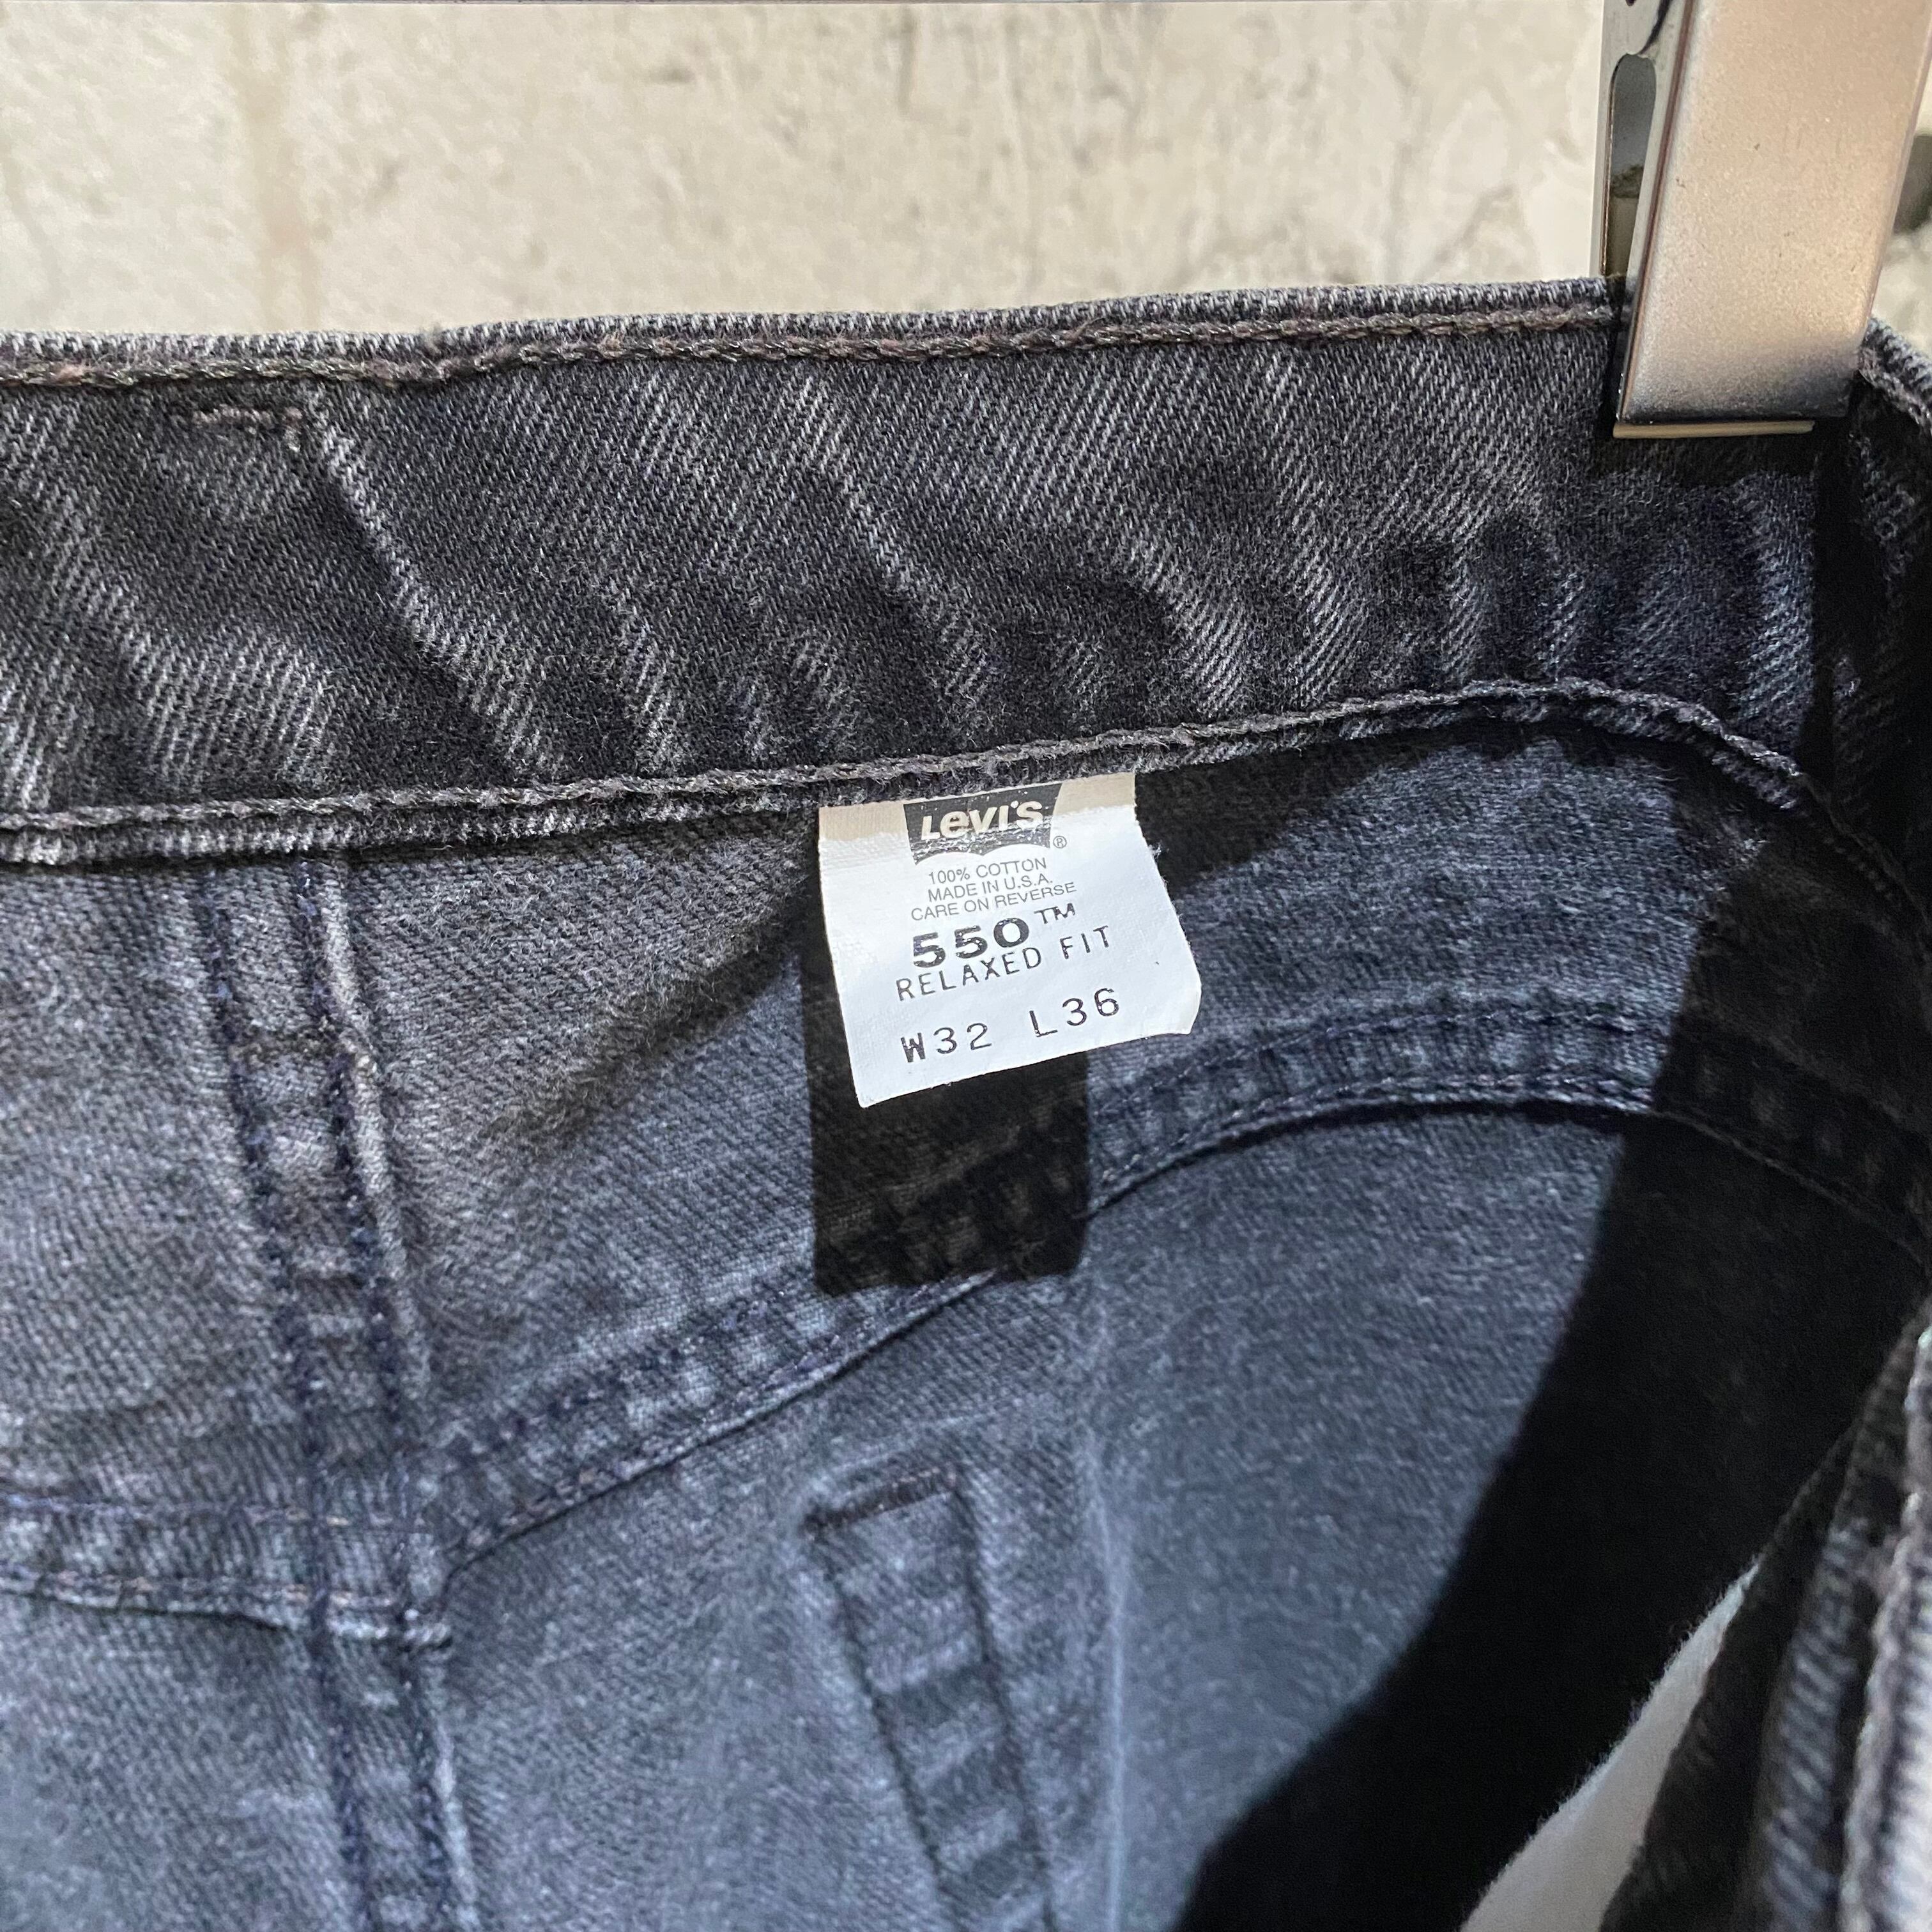 Levi's®
100% COTTON
MADE IN U.S.A.
CARE ON REVERSE
550™
RELAXED FIT
W32 L36